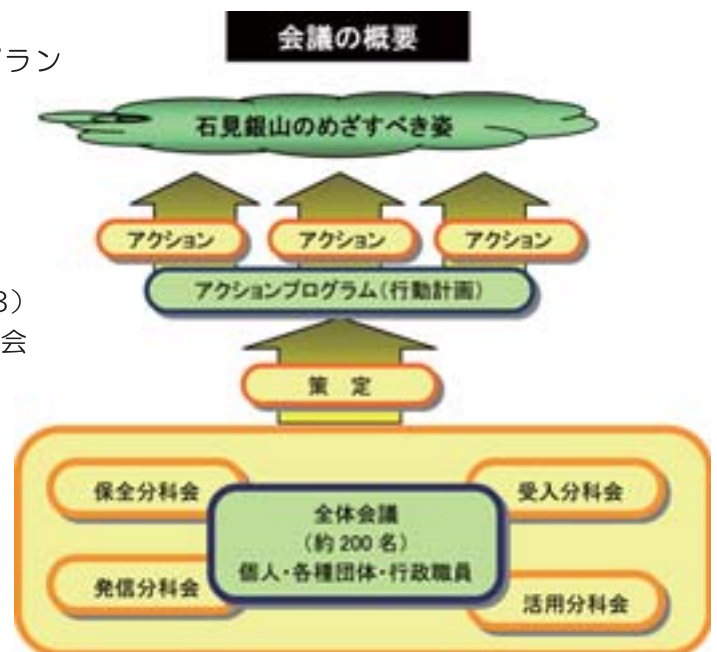 会議の概要
プラン
石見銀山のめざすべき姿
アクション
アクション
アクション
アクションプログラム(行動計画)
3)
会
策 定
保全分科会
受入分科会
全体会議
(約200名)
個人・各種団体・行政職員
発信分科会
活用分科会